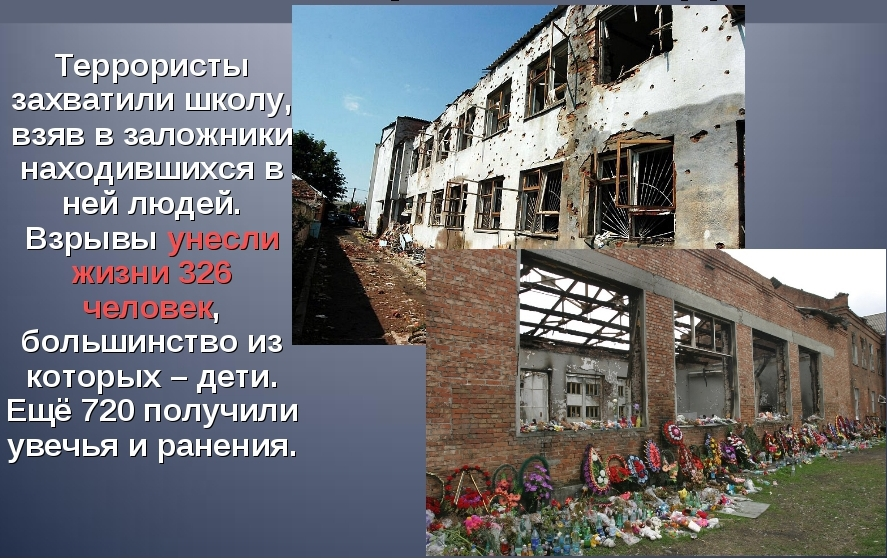 Террористы
захватили школу,
взяв в заложники
находившихся в
ней людей.
Взрывы унесли
жизни 326
человек,
большинство из
которых – дети.
Ещё 720 получили
увечья и ранения.